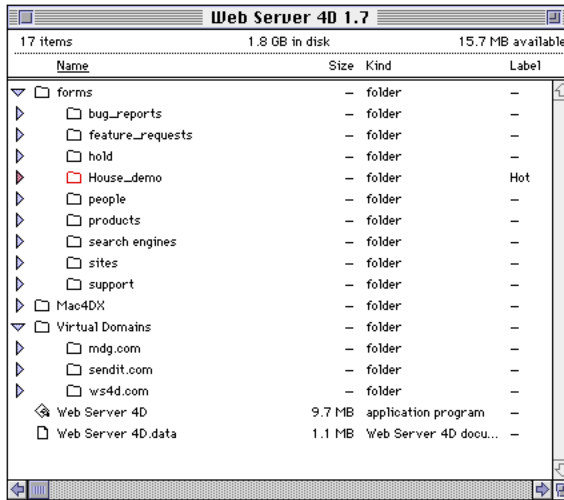 Web Server 4D 1.7
17 items 1.8 GB in disk 15.7 MB available
Name Size Kind Label
forms – folder –
bug_reports – folder –
feature_requests – folder –
hold – folder –
House_demo – folder Hot
people – folder –
products – folder –
search engines – folder –
sites – folder –
support – folder –
Mac4DX – folder –
Virtual Domains – folder –
mdg.com – folder –
sendit.com – folder –
ws4d.com – folder –
Web Server 4D 9.7 MB application program –
Web Server 4D.data 1.1 MB Web Server 4D docu... –